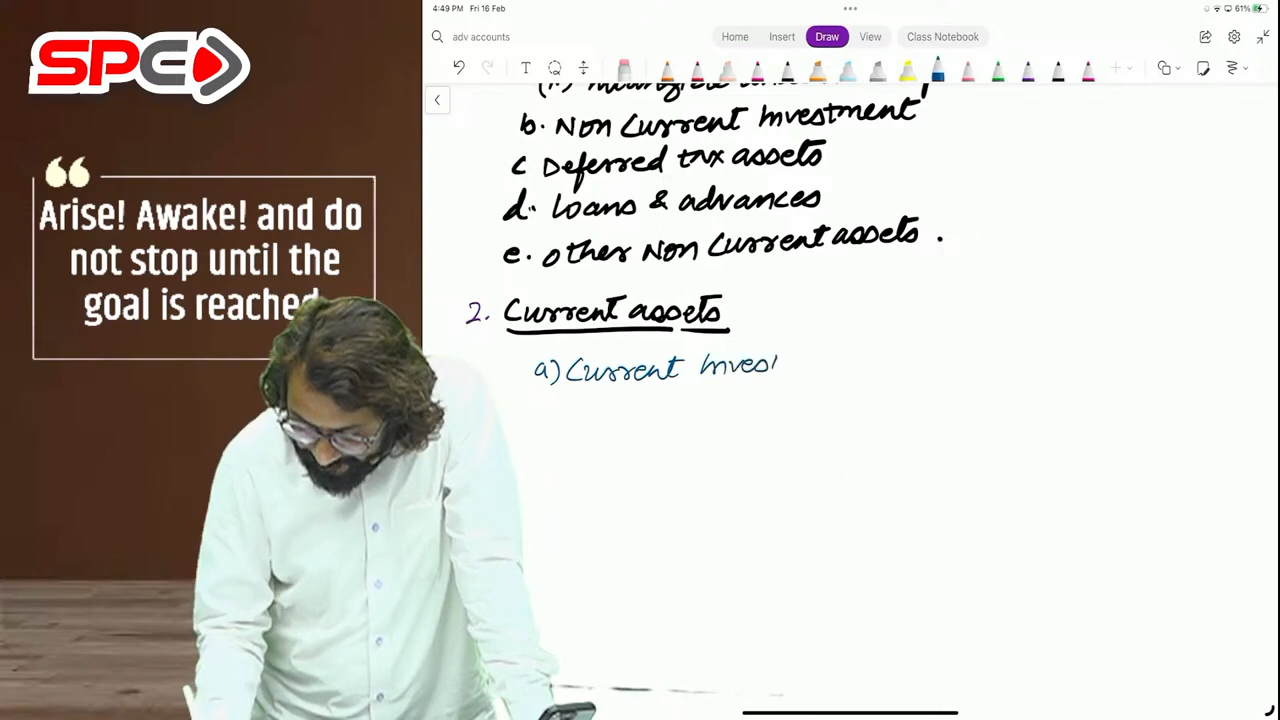 4:49 PM Fri 16 Feb
61%
SPED
adv accounts
Home Insert Draw View Class Notebook
b. Non Current Investment
c Deferred tax assets
d. Loans & advances
e. other Non Current assets.
2. Current assets
a) Current Inves
Arise! Awake! and do
not stop until the
goal is reached